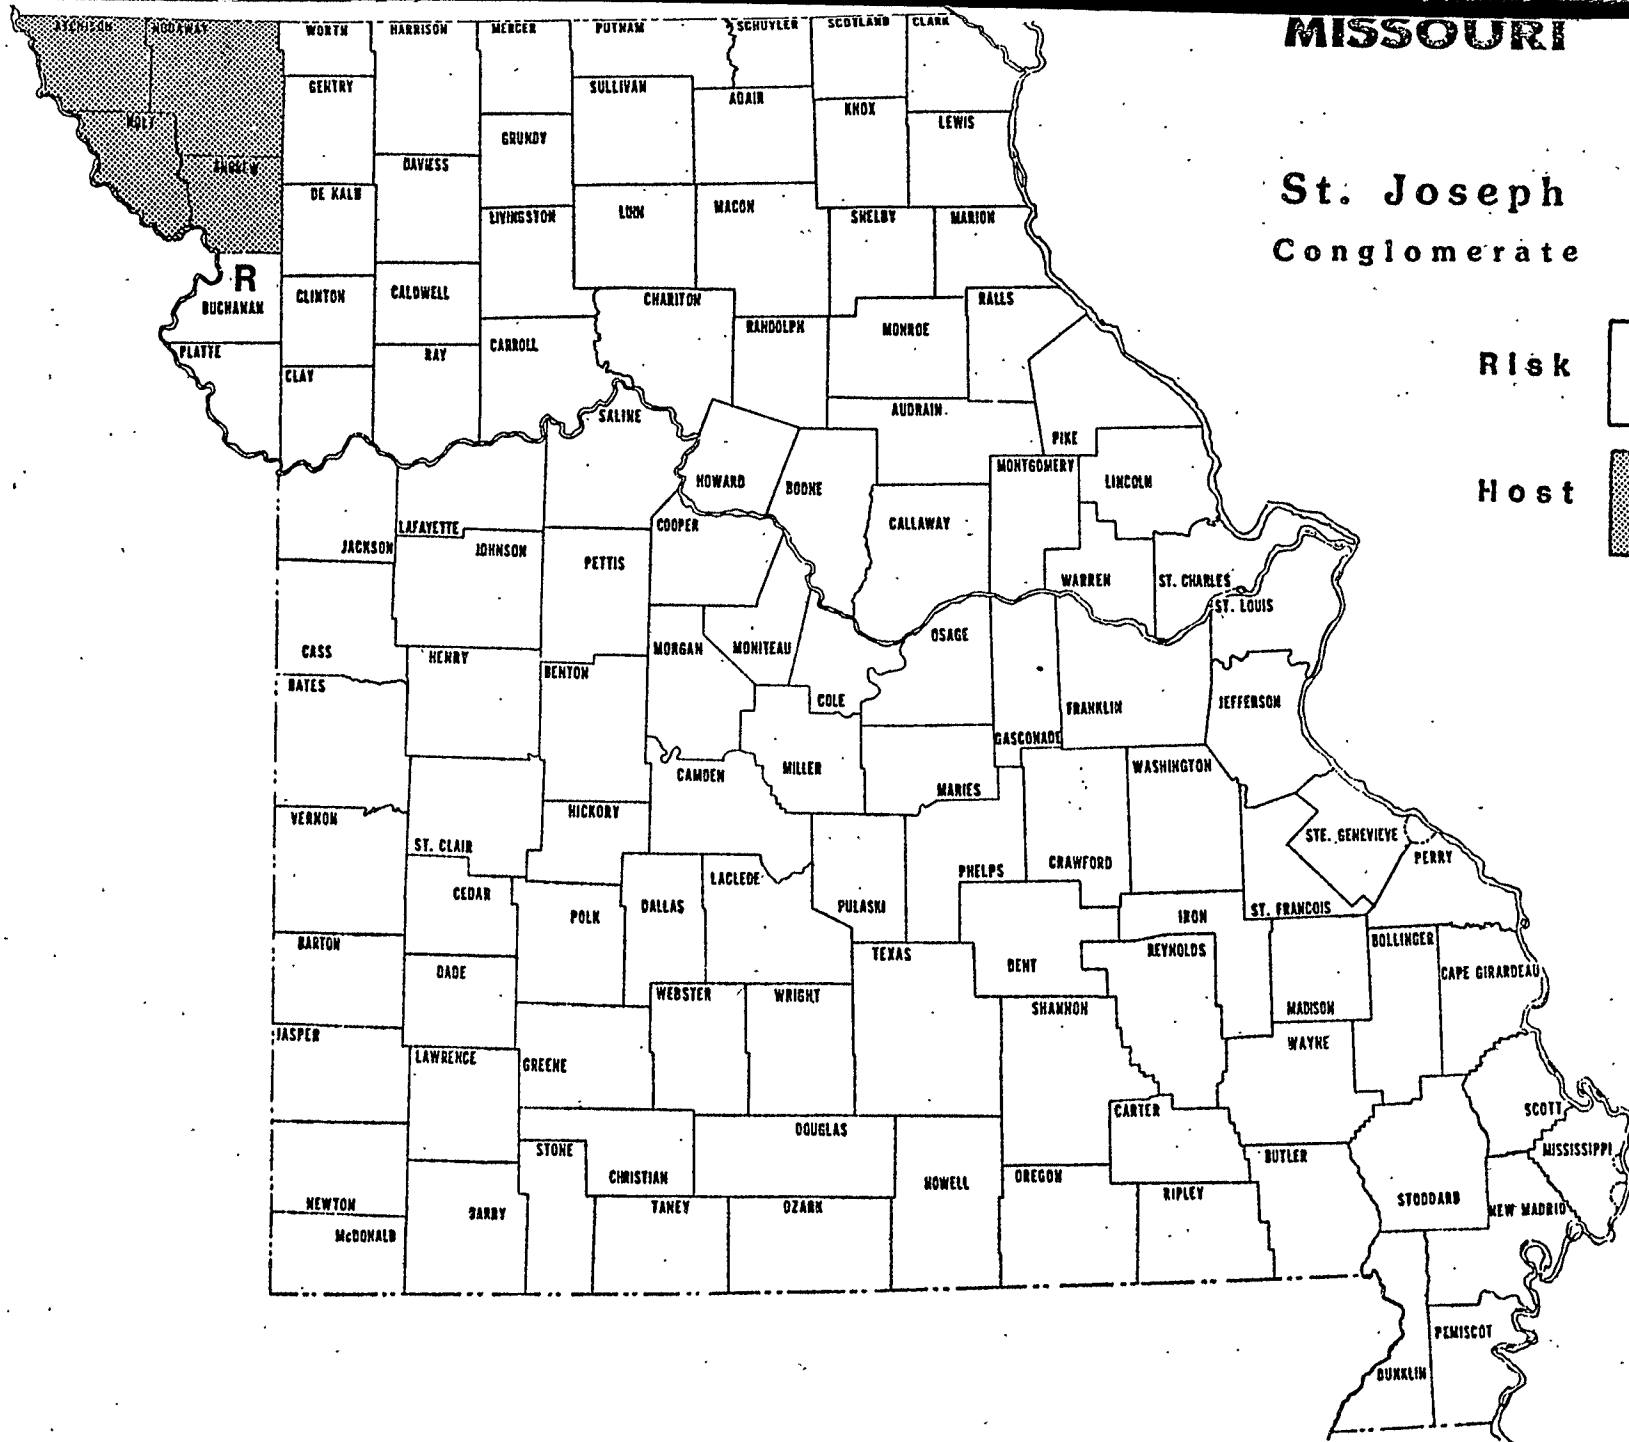 MISSOURI
St. Joseph
Conglomerate
Risk
Host
ATCHISON
NODAWAY
WORTH
HARRISON
MERCER
PUTNAM
SCHUYLER
SCOTLAND
CLARK
GENTRY
SULLIVAN
ADAIR
KNOX
LEWIS
HOLT
GRUNDY
ANDREW
DAVIESS
DE KALB
LIVINGSTON
LINN
MACON
SHELBY
MARION
R
BUCHANAN
CLINTON
CALDWELL
CHARITON
RALLS
RANDOLPH
MONROE
PLATTE
RAY
CARROLL
CLAY
SALINE
AUDRAIN
PIKE
HOWARD
BOONE
MONTGOMERY
LINCOLN
LAFAYETTE
COOPER
CALLAWAY
JACKSON
JOHNSON
PETTIS
WARREN
ST. CHARLES
ST. LOUIS
CASS
HENRY
MORGAN
MONITEAU
OSAGE
BATES
BENTON
COLE
FRANKLIN
JEFFERSON
GASCONADE
CAMDEN
MILLER
MARIES
WASHINGTON
VERNON
HICKORY
ST. CLAIR
STE. GENEVIEVE
PERRY
CEDAR
LACLEDE
PHELPS
CRAWFORD
POLK
DALLAS
PULASKI
IRON
ST. FRANCOIS
BARTON
DADE
TEXAS
DENT
REYNOLDS
BOLLINGER
CAPE GIRARDEAU
WEBSTER
WRIGHT
SHANNON
MADISON
JASPER
LAWRENCE
GREENE
WAYNE
CARTER
SCOTT
STONE
DOUGLAS
CHRISTIAN
HOWELL
OREGON
BUTLER
MISSISSIPPI
NEWTON
BARRY
TANEY
OZARK
RIPLEY
STODDARD
NEW MADRID
McDONALD
PEMISCOT
DUNKLIN